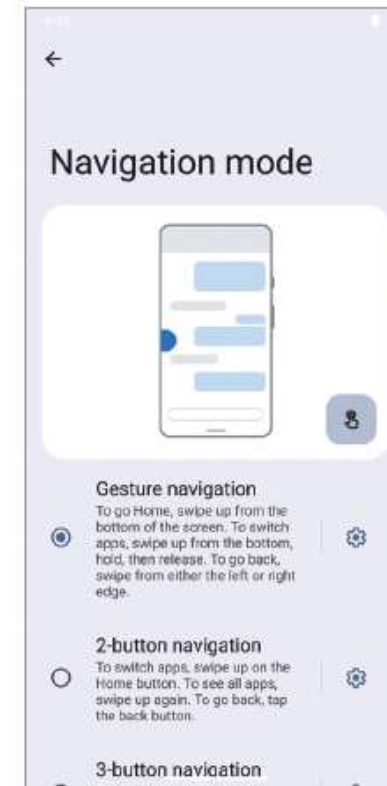 Navigation mode
Gesture navigation
To go Home, swipe up from the
bottom of the screen. To switch
apps, swipe up from the bottom,
hold, then release. To go back,
swipe from either the left or right
edge.
2-button navigation
To switch apps, swipe up on the
Home button. To see all apps,
swipe up again. To go back, tap
the back button.
3-button navigation